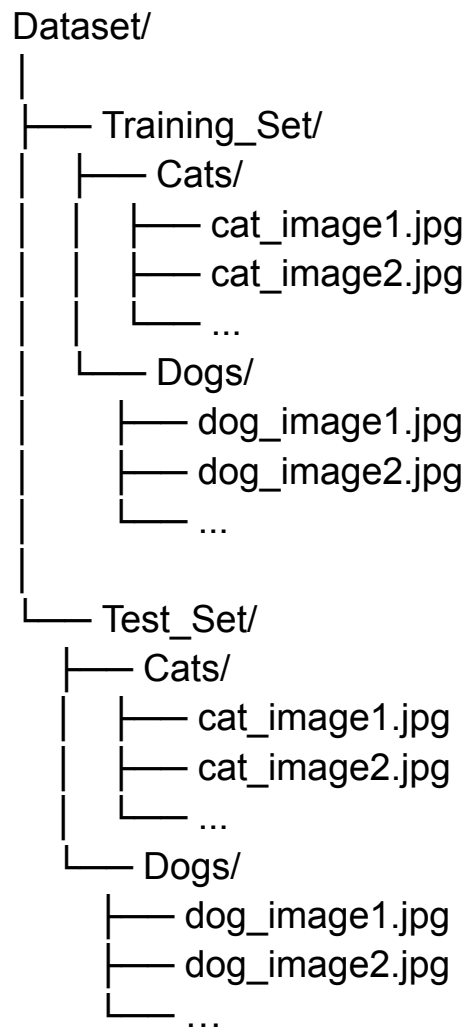 Dataset/
│
├── Training_Set/
│   ├── Cats/
│   │   ├── cat_image1.jpg
│   │   ├── cat_image2.jpg
│   │   └── ...
│   └── Dogs/
│       ├── dog_image1.jpg
│       ├── dog_image2.jpg
│       └── ...
│
└── Test_Set/
    ├── Cats/
    │   ├── cat_image1.jpg
    │   ├── cat_image2.jpg
    │   └── ...
    └── Dogs/
        ├── dog_image1.jpg
        ├── dog_image2.jpg
        └── …